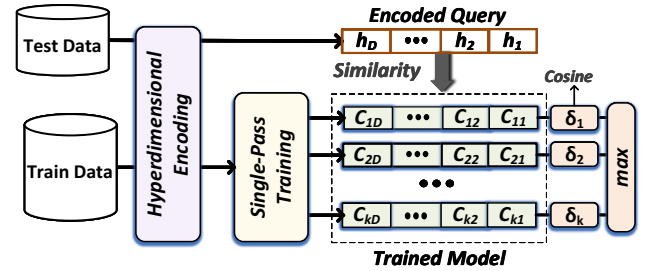 Encoded Query
Test Data
h_D ••• h_2 h_1
Similarity
Cosine
Hyperdimensional Encoding
Single-Pass Training
Train Data
C_1D ••• C_12 C_11 δ_1
C_2D ••• C_22 C_21 δ_2
•••
C_kD ••• C_k2 C_k1 δ_k
max
Trained Model